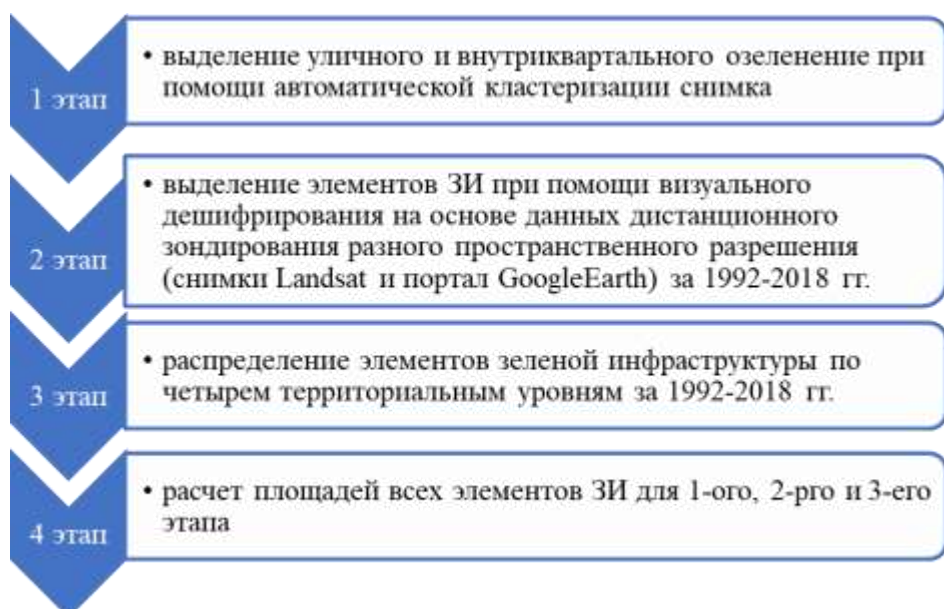 1 этап
• выделение уличного и внутриквартального озеленение при
помощи автоматической кластеризации снимка
2 этап
• выделение элементов ЗИ при помощи визуального
дешифрирования на основе данных дистанционного
зондирования разного пространственного разрешения
(снимки Landsat и портал GoogleEarth) за 1992-2018 гг.
3 этап
• распределение элементов зеленой инфраструктуры по
четырем территориальным уровням за 1992-2018 гг.
4 этап
• расчет площадей всех элементов ЗИ для 1-ого, 2-рго и 3-его
этапа